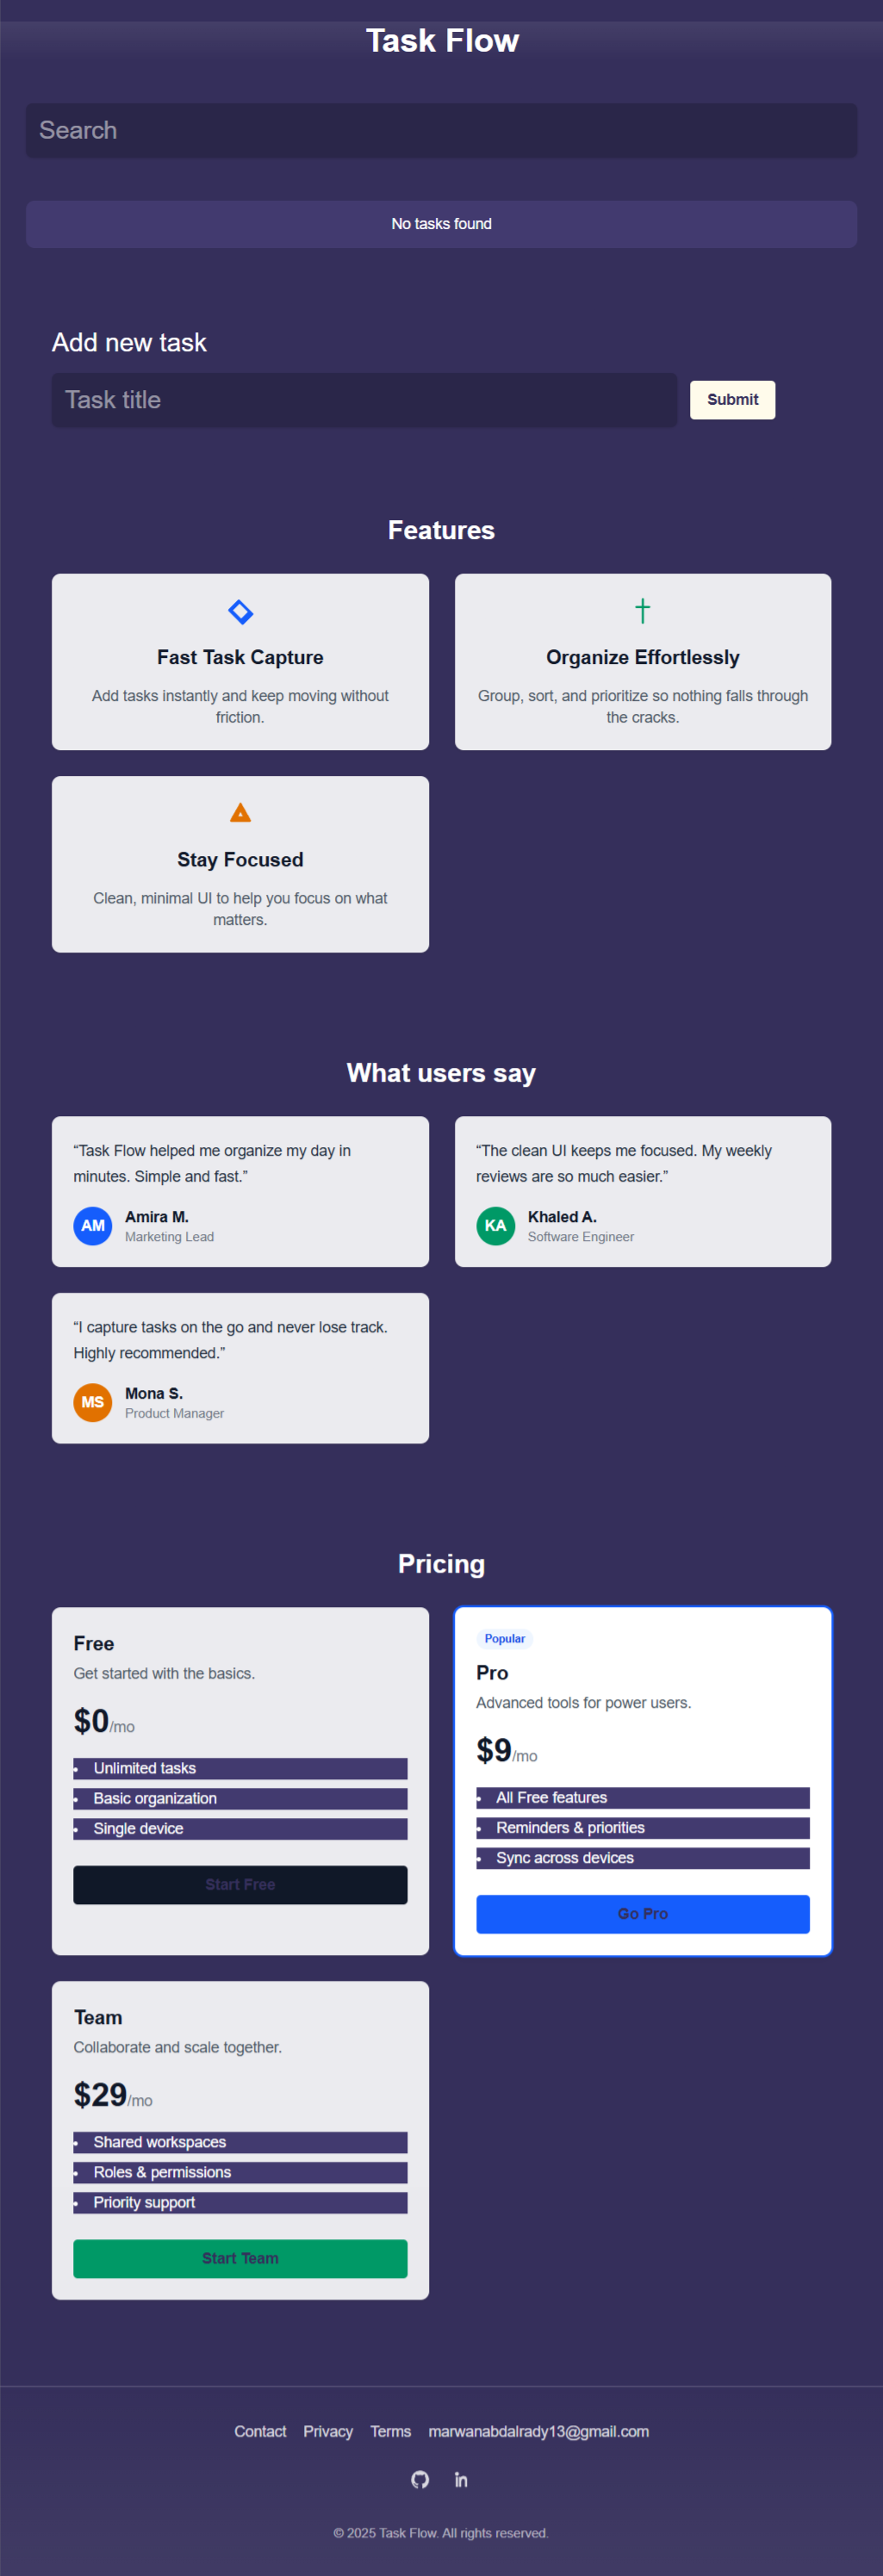 Task Flow
Search
No tasks found
Add new task
Task title
Submit
Features
Fast Task Capture
Add tasks instantly and keep moving without
friction.
Organize Effortlessly
Group, sort, and prioritize so nothing falls through
the cracks.
Stay Focused
Clean, minimal UI to help you focus on what
matters.
What users say
“Task Flow helped me organize my day in
minutes. Simple and fast.”
AM
Amira M.
Marketing Lead
“The clean UI keeps me focused. My weekly
reviews are so much easier.”
KA
Khaled A.
Software Engineer
“I capture tasks on the go and never lose track.
Highly recommended.”
MS
Mona S.
Product Manager
Pricing
Free
Get started with the basics.
$0/mo
• Unlimited tasks
• Basic organization
• Single device
Start Free
Popular
Pro
Advanced tools for power users.
$9/mo
• All Free features
• Reminders & priorities
• Sync across devices
Go Pro
Team
Collaborate and scale together.
$29/mo
• Shared workspaces
• Roles & permissions
• Priority support
Start Team
Contact Privacy Terms marwanabdalrady13@gmail.com
in
© 2025 Task Flow. All rights reserved.